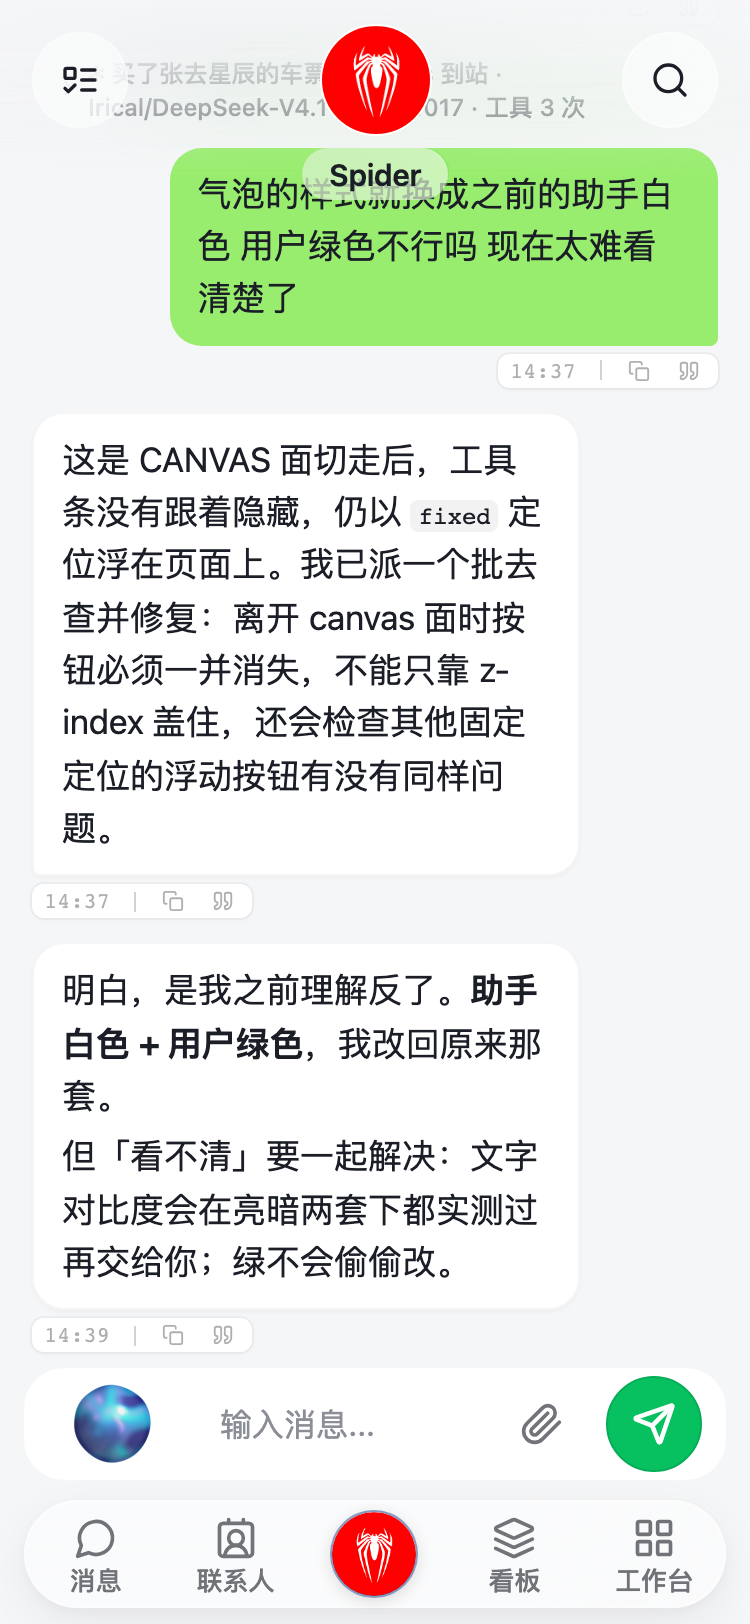 买了张去星辰的车票
到站 ·
lrical/DeepSeek-V4.1
017 · 工具 3 次
Spider
气泡的样式就换成之前的助手白
色 用户绿色不行吗 现在太难看
清楚了
14:37
这是 CANVAS 面切走后，工具
条没有跟着隐藏，仍以 fixed 定
位浮在页面上。我已派一个批去
查并修复：离开 canvas 面时按
钮必须一并消失，不能只靠 z-
index 盖住，还会检查其他固定
定位的浮动按钮有没有同样问
题。
14:37
明白，是我之前理解反了。助手
白色 + 用户绿色，我改回原来那
套。
但「看不清」要一起解决：文字
对比度会在亮暗两套下都实测过
再交给你；绿不会偷偷改。
14:39
输入消息...
消息
联系人
看板
工作台